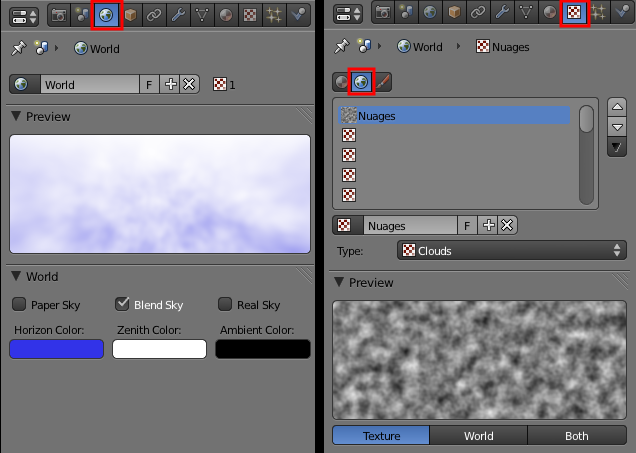 World
World
F
1
Preview
World
Paper Sky
Blend Sky
Real Sky
Horizon Color:
Zenith Color:
Ambient Color:
World
Nuages
Nuages
Nuages
F
Type:
Clouds
Preview
Texture
World
Both